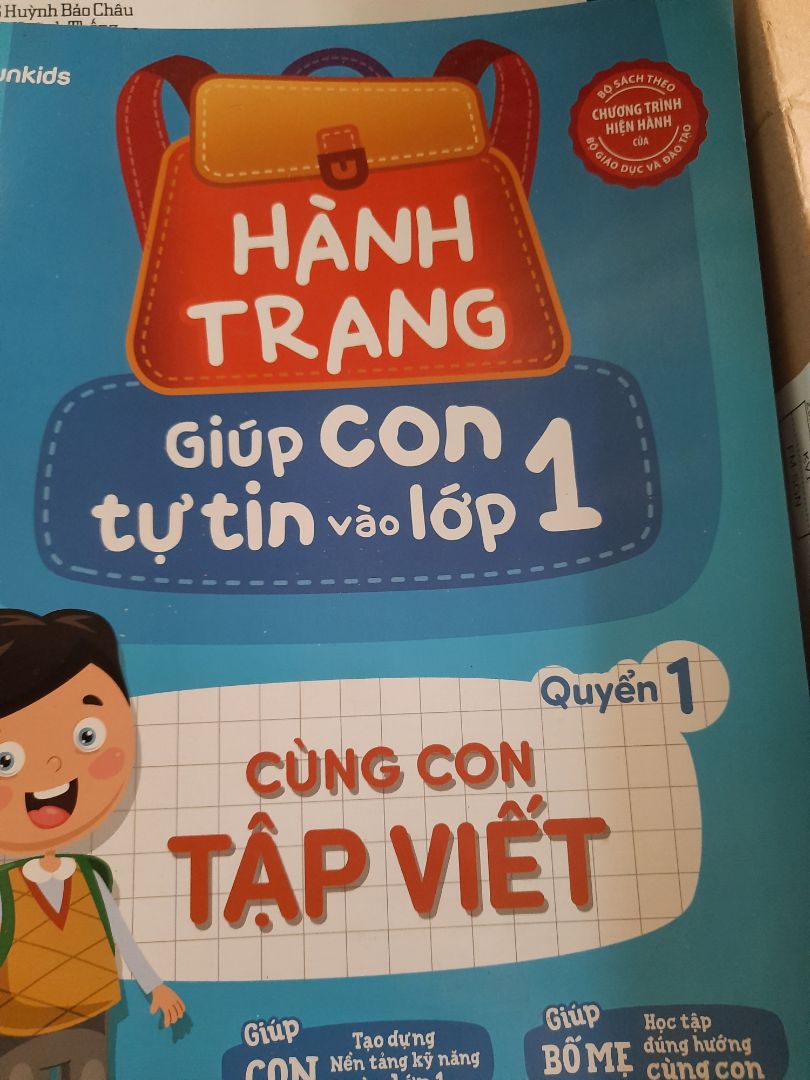 Huỳnh Bảo Châu
unkids
BỘ SÁCH THEO
CHƯƠNG TRÌNH
HIỆN HÀNH
CỦA
BỘ GIÁO DỤC VÀ ĐÀO TẠO
HÀNH
TRANG
Giúp con
tự tin vào lớp 1
Quyển 1
CÙNG CON
TẬP VIẾT
Giúp
CON
Tạo dựng
Nền tảng kỹ năng
Giúp
BỐ MẸ
Học tập
đúng hướng
cùng con